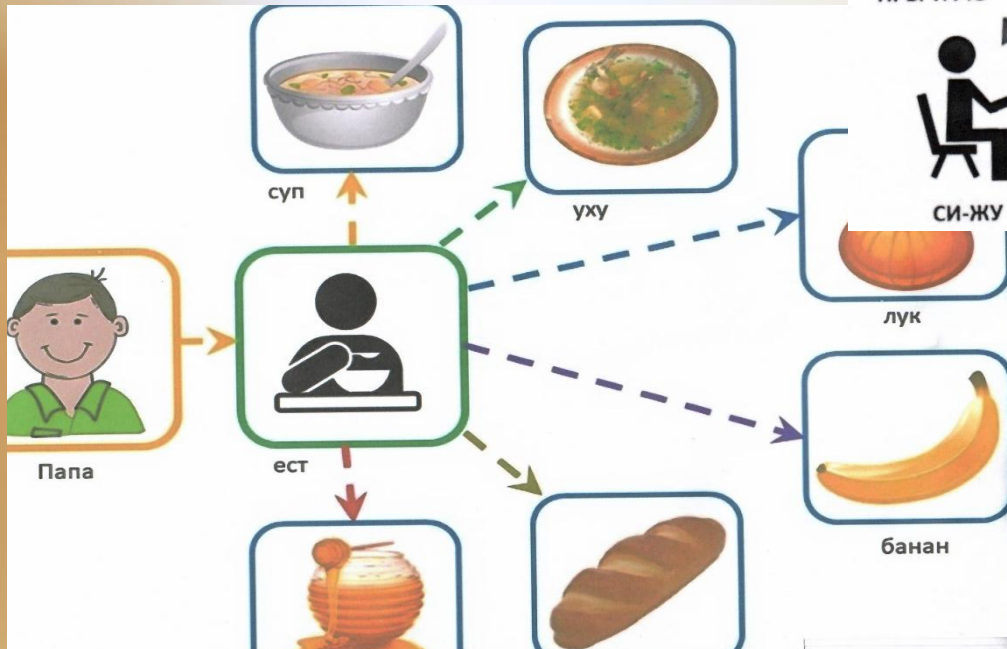 суп
уху
СИ-ЖУ
лук
Папа
ест
банан